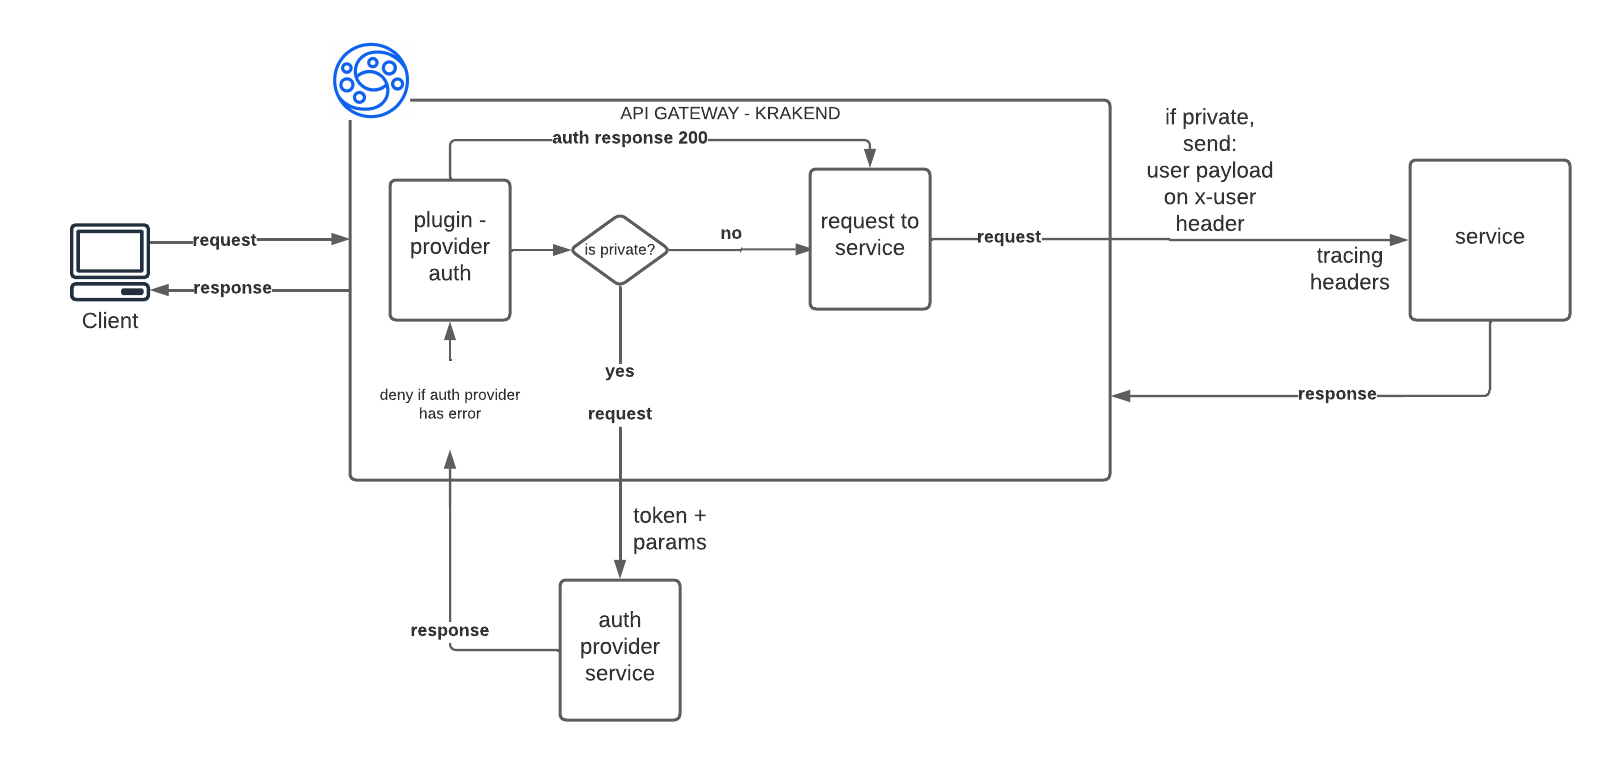 API GATEWAY - KRAKEND
auth response 200
if private,
send:
user payload
on x-user
header
plugin -
provider
auth
is private?
no
request to
service
request
service
tracing
headers
request
response
Client
yes
request
deny if auth provider
has error
response
token +
params
response
auth
provider
service